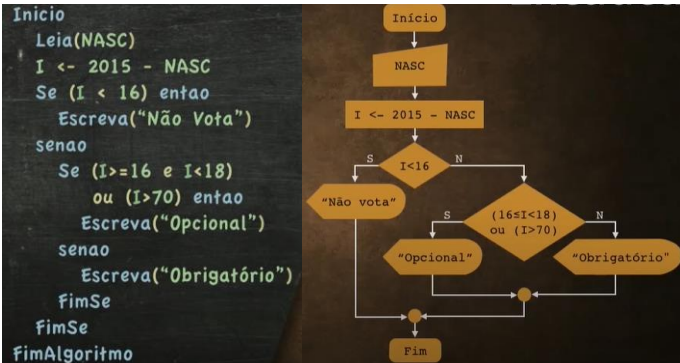 Inicio
Leia(NASC)
I <- 2015 - NASC
Se (I < 16) entao
Escreva(“Não Vota”)
senao
Se (I>=16 e I<18)
ou (I>70) entao
Escreva(“Opcional”)
senao
Escreva(“Obrigatório”)
FimSe
FimSe
FimAlgoritmo
Início
NASC
I <- 2015 - NASC
S
I<16
N
“Não vota”
S
(16≤I<18)
ou (I>70)
N
“Opcional”
“Obrigatório"
Fim